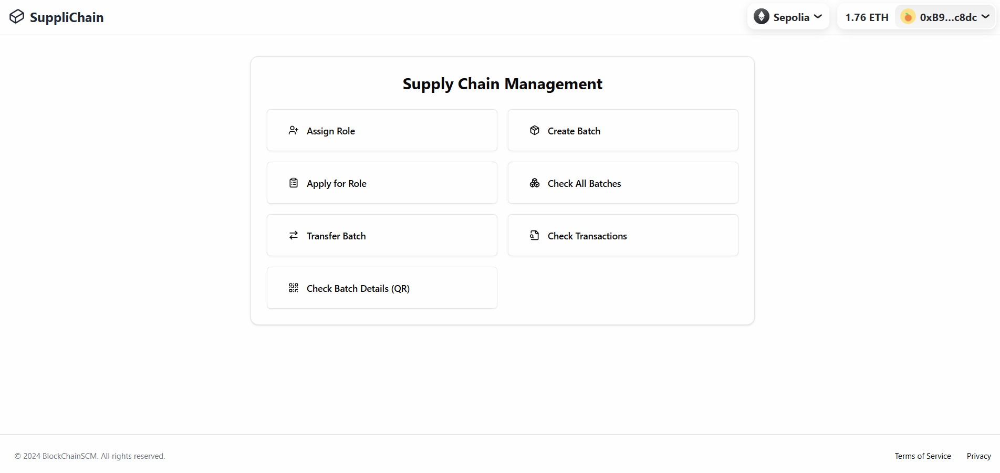 SuppliChain
Sepolia
1.76 ETH
0xB9...c8dc
Supply Chain Management
Assign Role
Create Batch
Apply for Role
Check All Batches
Transfer Batch
Check Transactions
Check Batch Details (QR)
© 2024 BlockChainSCM. All rights reserved.
Terms of Service
Privacy